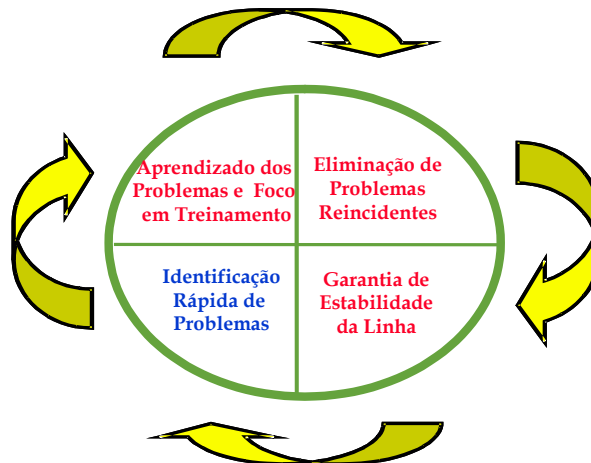 Aprendizado dos
Problemas e Foco
em Treinamento
Eliminação de
Problemas
Reincidentes
Identificação
Rápida de
Problemas
Garantia de
Estabilidade
da Linha